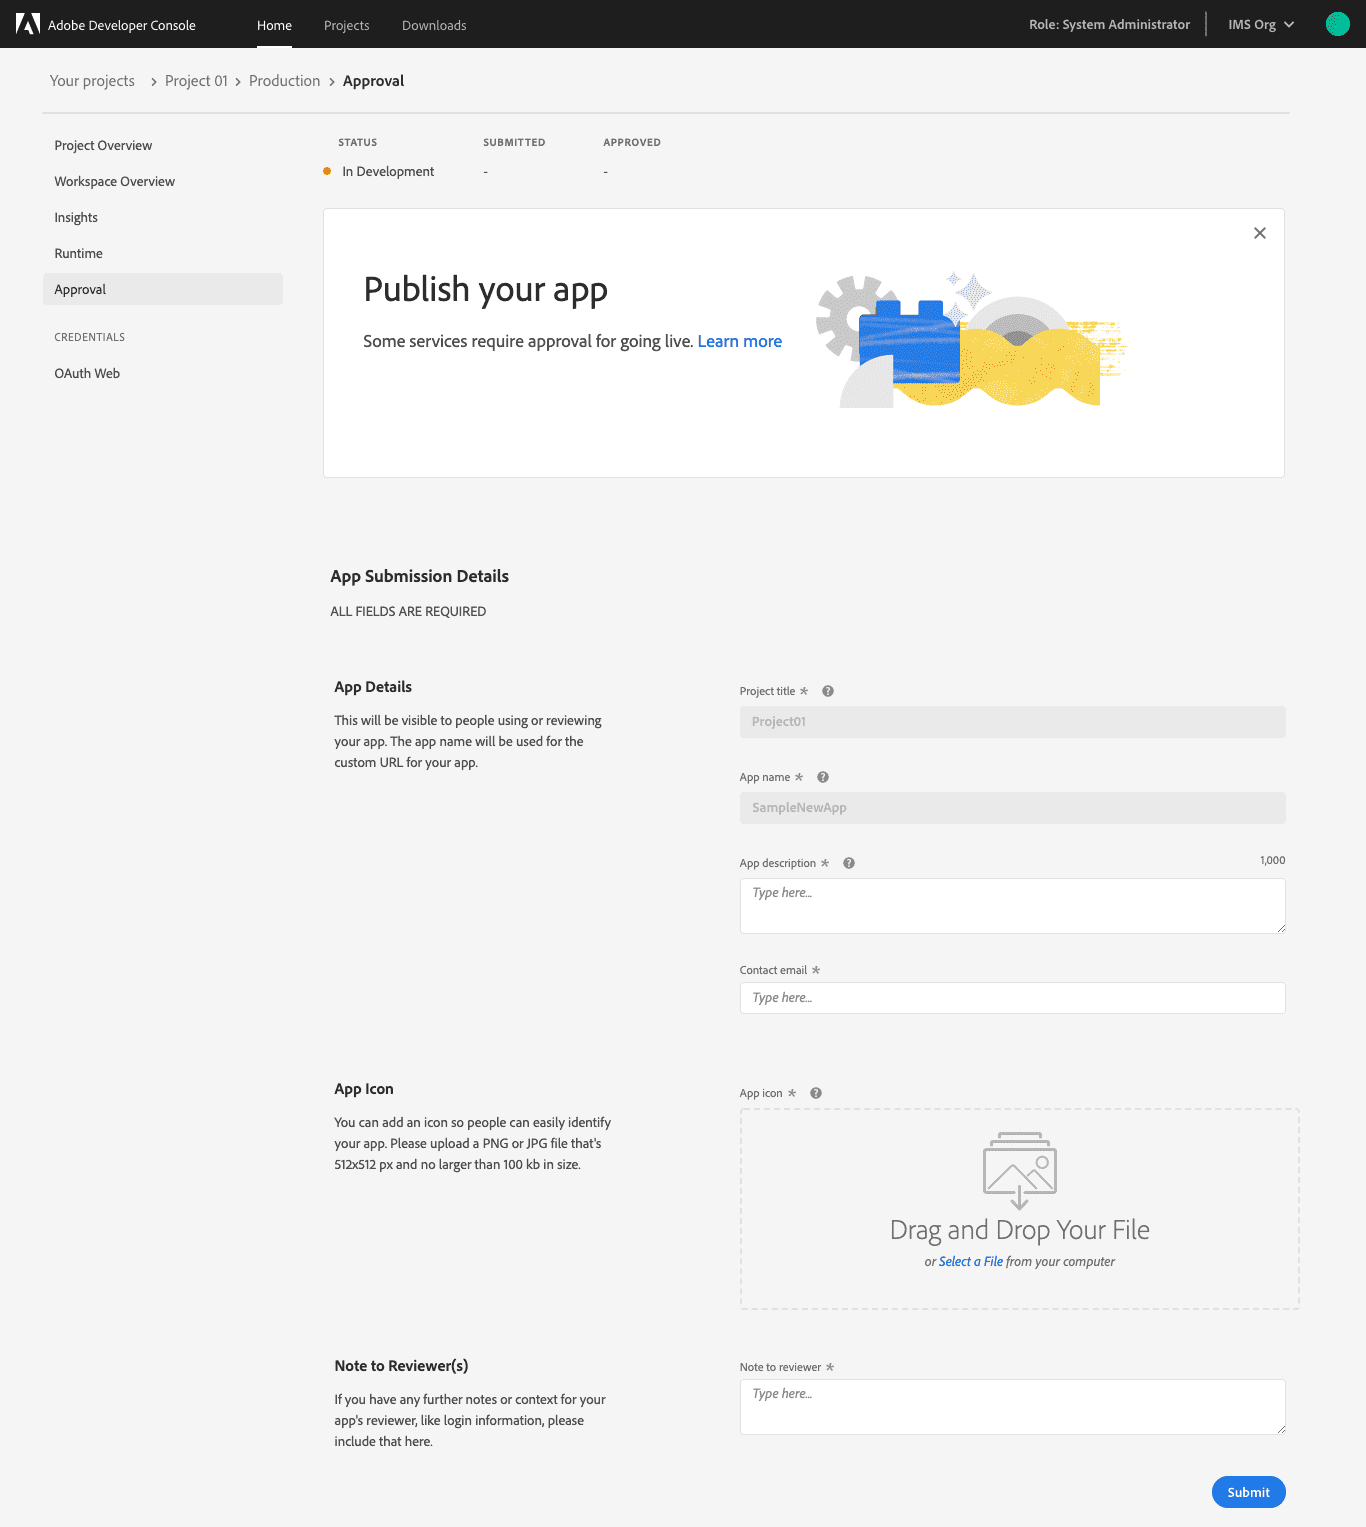 Adobe Developer Console
Home
Projects
Downloads
Role: System Administrator
IMS Org
Your projects > Project 01 > Production > Approval
Project Overview
Workspace Overview
Insights
Runtime
Approval
CREDENTIALS
OAuth Web
STATUS
SUBMITTED
APPROVED
In Development
-
-
Publish your app
Some services require approval for going live. Learn more
App Submission Details
ALL FIELDS ARE REQUIRED
App Details
This will be visible to people using or reviewing
your app. The app name will be used for the
custom URL for your app.
Project title *
Project01
App name *
SampleNewApp
App description *
1,000
Type here...
Contact email *
Type here...
App Icon
You can add an icon so people can easily identify
your app. Please upload a PNG or JPG file that's
512x512 px and no larger than 100 kb in size.
App icon *
Drag and Drop Your File
or Select a File from your computer
Note to Reviewer(s)
If you have any further notes or context for your
app's reviewer, like login information, please
include that here.
Note to reviewer *
Type here...
Submit